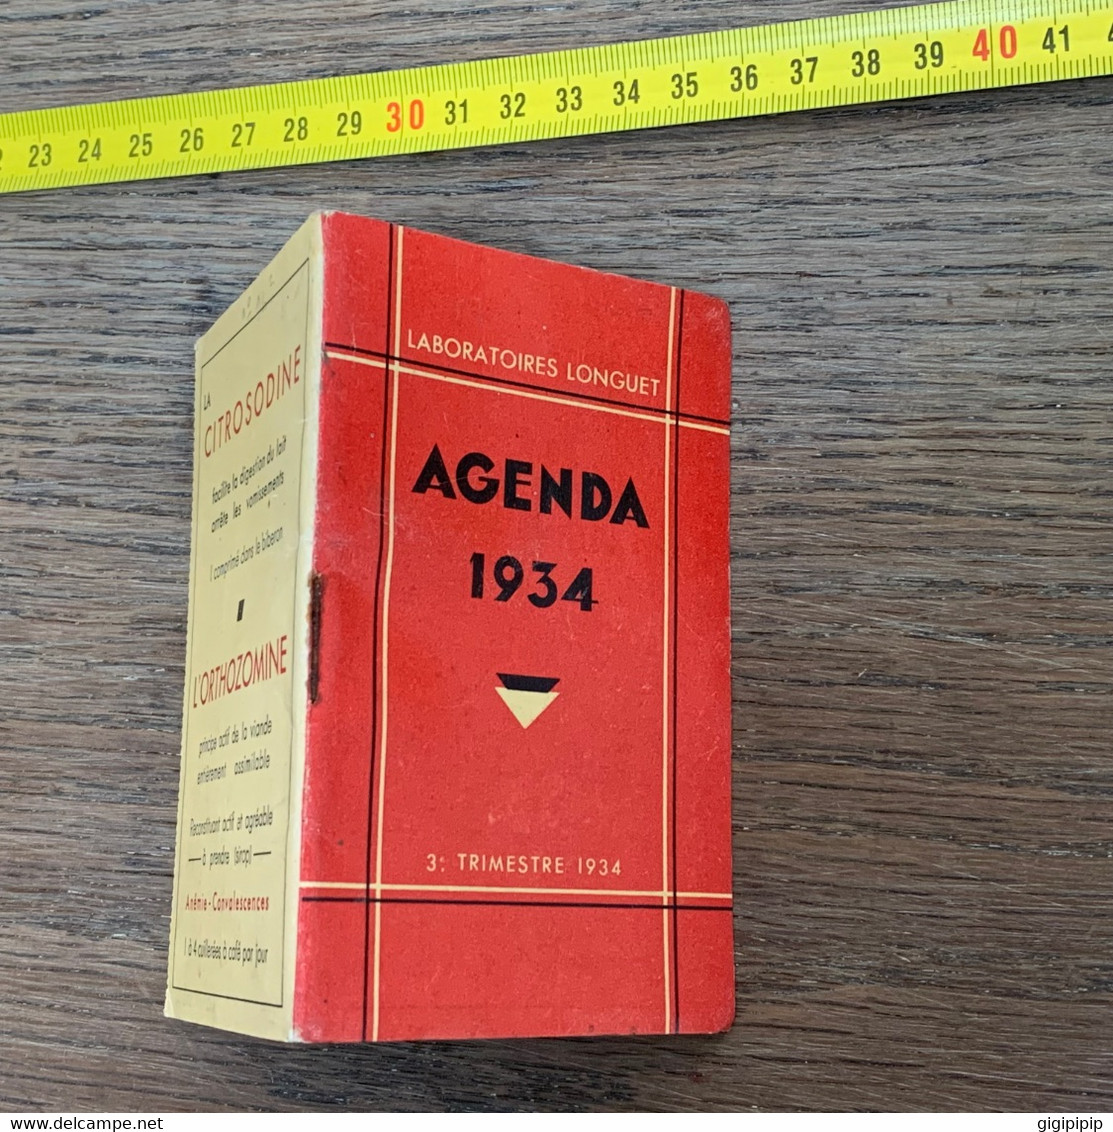 23 24 25 26 27 28 29 30 31 32 33 34 35 36 37 38 39 40 41
LA
CITROSODINE
facilite la digestion du lait
arrête les vomissements
1 comprimé dans le biberon
L'ORTHOZOMINE
principe actif de la viande
entièrement assimilable
Reconstituant actif et agréable
à prendre (sirop)
Anémie - Convalescences
1 à 4 cuillerées à café par jour
LABORATOIRES LONGUET
AGENDA
1934
3e TRIMESTRE 1934
www.delcampe.net
gigipipip